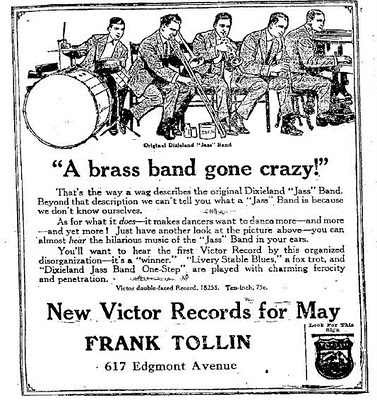 Original Dixieland "Jass" Band
"A brass band gone crazy!"
That's the way a wag describes the original Dixieland "Jass" Band.
Beyond that description we can't tell you what a "Jass" Band is because
we don't know ourselves.
As for what it does—it makes dancers want to dance more—and more
—and yet more! Just have another look at the picture above—you can
almost hear the hilarious music of the "Jass" Band in your ears.
You'll want to hear the first Victor Record by this organized
disorganization—it's a "winner." "Livery Stable Blues," a fox trot, and
"Dixieland Jass Band One-Step" are played with charming ferocity
and penetration.
Victor double-faced Record, 18255. Ten-inch, 75c.
New Victor Records for May
Look For This
Sign
FRANK TOLLIN
617 Edgmont Avenue